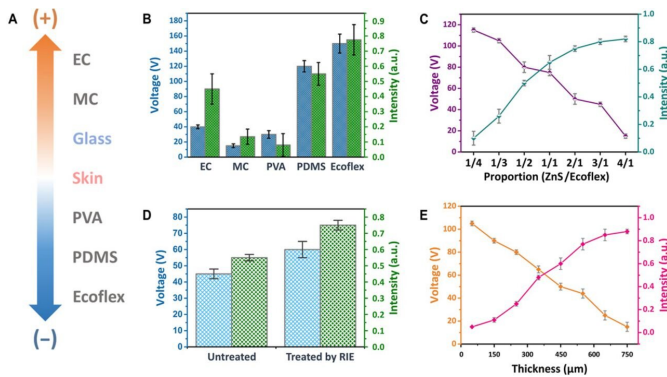 A
(+)
EC
MC
Glass
Skin
PVA
PDMS
Ecoflex
(−)
B
Voltage (V)
180
160
140
120
100
80
60
40
20
0
EC MC PVA PDMS Ecoflex
0.9
0.8
0.7
0.6
0.5
0.4
0.3
0.2
0.1
0.0
Intensity (a.u.)
C
Voltage (V)
120
100
80
60
40
20
0
1/4 1/3 1/2 1/1 2/1 3/1 4/1
Proportion (ZnS/Ecoflex)
1.0
0.8
0.6
0.4
0.2
0.0
Intensity (a.u.)
D
Voltage (V)
80
70
60
50
40
30
20
10
0
Untreated Treated by RIE
0.8
0.7
0.6
0.5
0.4
0.3
0.2
0.1
0.0
Intensity (a.u.)
E
Voltage (V)
120
100
80
60
40
20
0
0 150 300 450 600 750
Thickness (μm)
1.0
0.8
0.6
0.4
0.2
0.0
Intensity (a.u.)